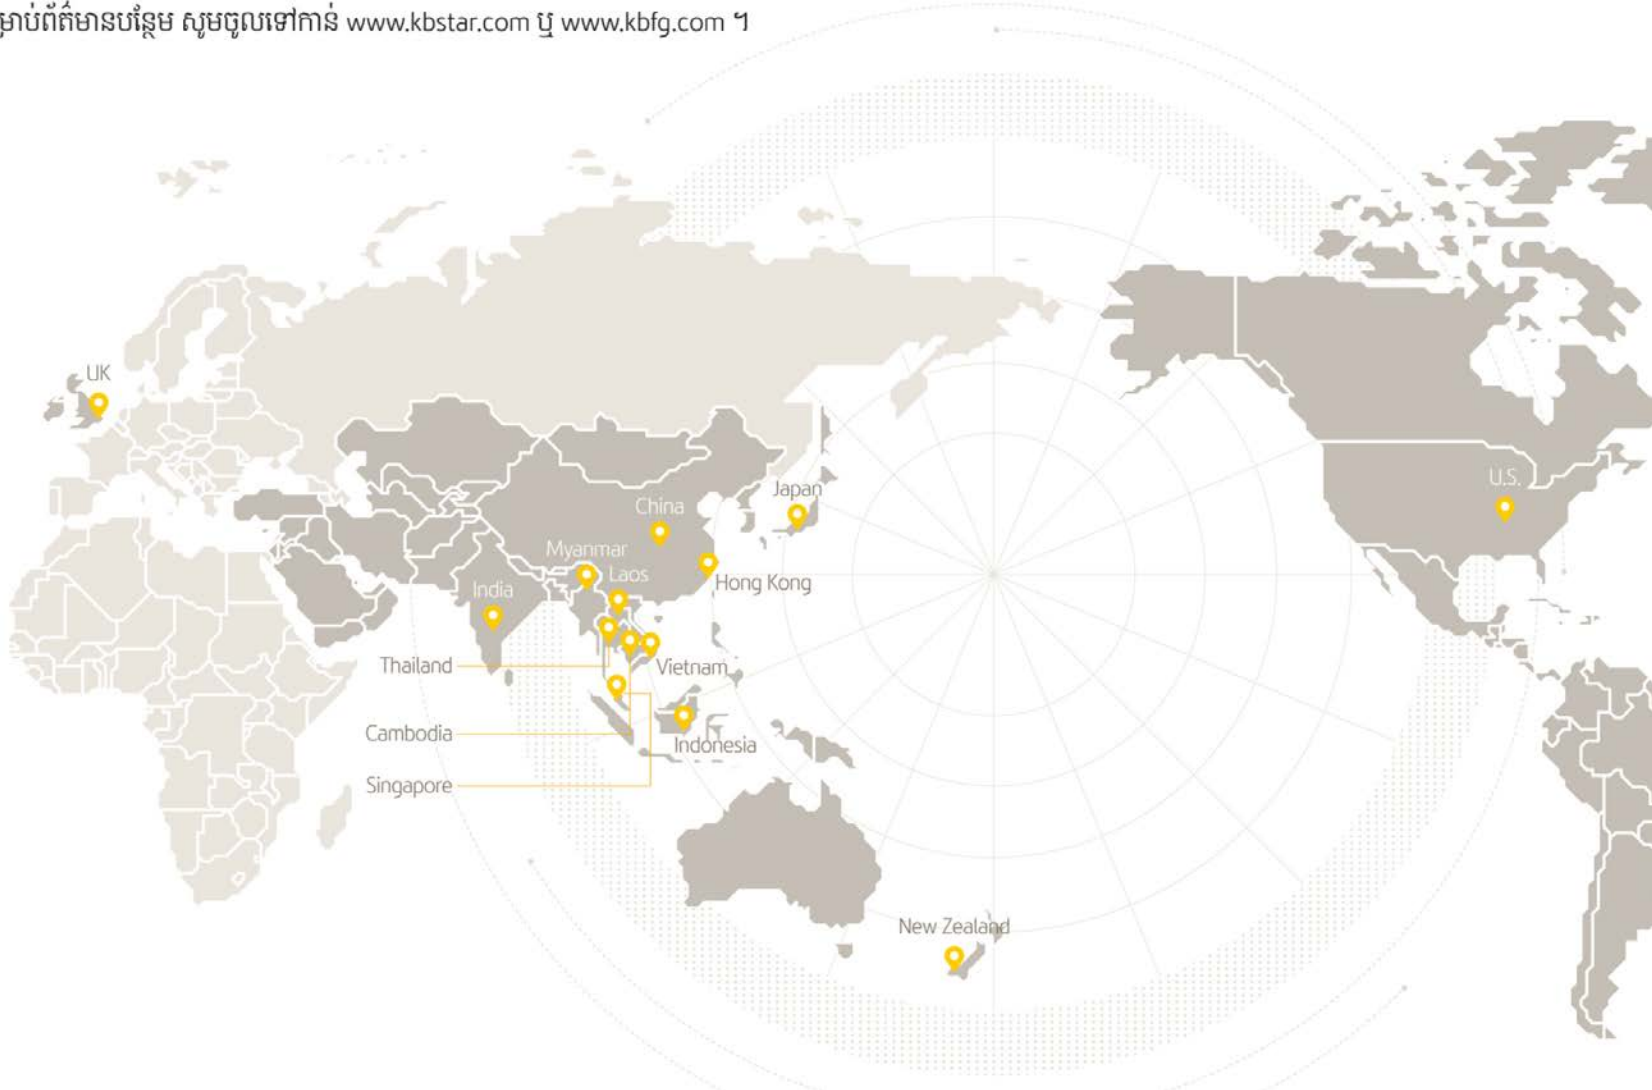 ម្រាប់ព័ត៌មានបន្ថែម សូមចូលទៅកាន់ www.kbstar.com ឬ www.kbfg.com ។
UK
U.S.
Japan
China
Myanmar
Laos
Hong Kong
India
Thailand
Vietnam
Cambodia
Indonesia
Singapore
New Zealand